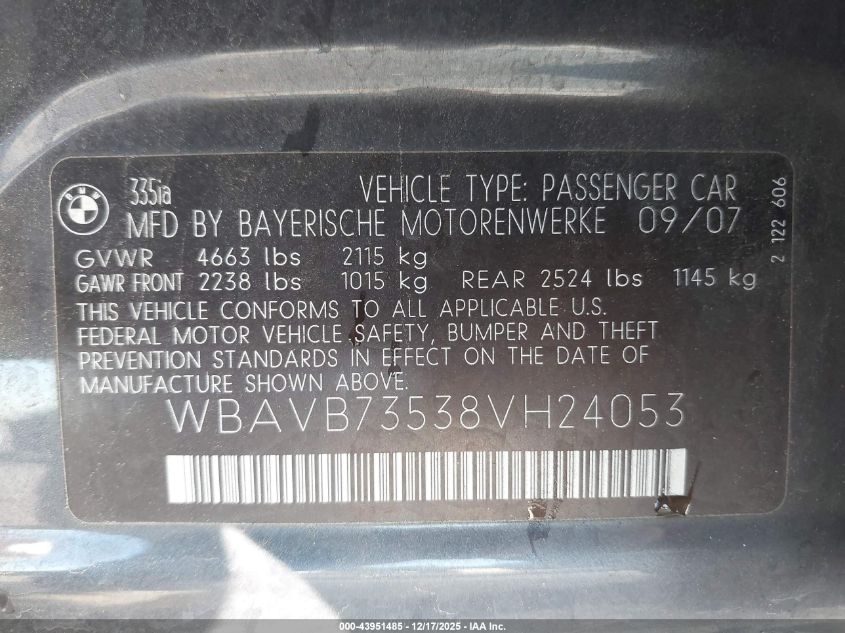 BMW
335ia
VEHICLE TYPE: PASSENGER CAR
MFD BY BAYERISCHE MOTORENWERKE 09/07
GVWR 4663 lbs 2115 kg
GAWR FRONT 2238 lbs 1015 kg REAR 2524 lbs 1145 kg
THIS VEHICLE CONFORMS TO ALL APPLICABLE U.S.
FEDERAL MOTOR VEHICLE SAFETY, BUMPER AND THEFT
PREVENTION STANDARDS IN EFFECT ON THE DATE OF
MANUFACTURE SHOWN ABOVE.
WBAVB73538VH24053
2 122 606
000-43951485 - 12/17/2025 - IAA Inc.